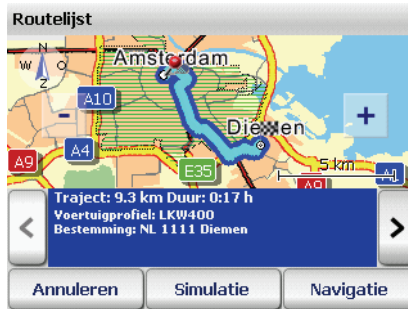 Routelijst
N
W O
Z
Amsterdam
A10
-
+
Diemen
A9
A4
E35
5 km
A9
A1
<
Traject: 9.3 km Duur: 0:17 h
Voertuigprofiel: LKW400
Bestemming: NL 1111 Diemen
>
Annuleren
Simulatie
Navigatie